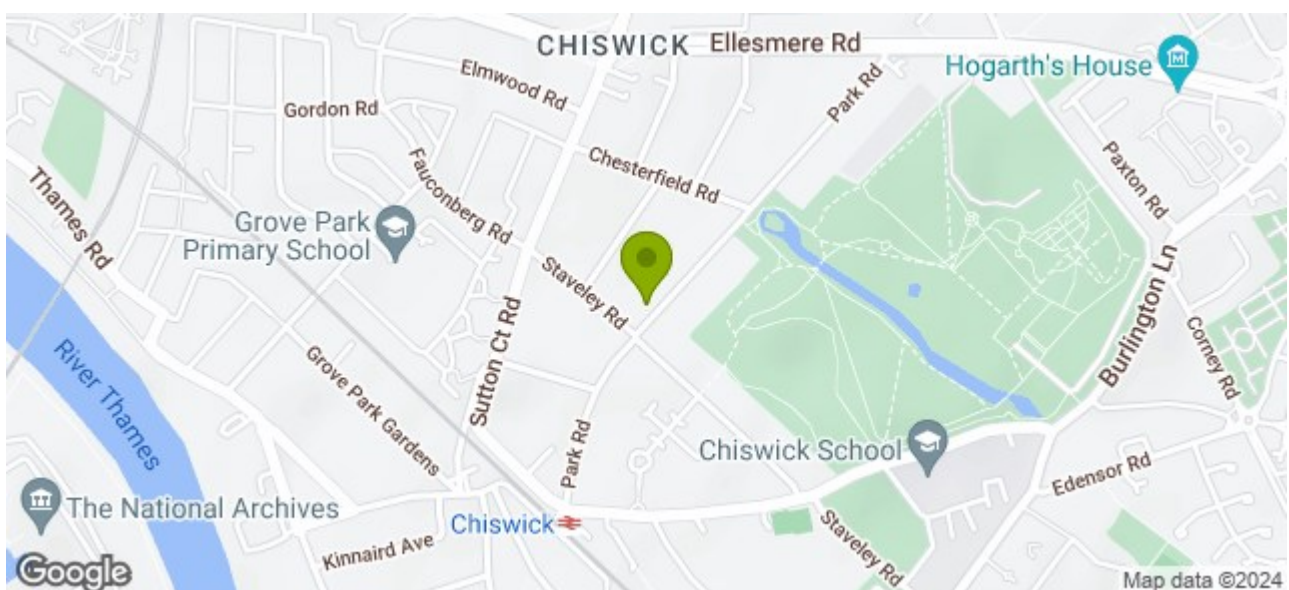 CHISWICK
Ellesmere Rd
Hogarth's House
M
Elmwood Rd
Park Rd
Gordon Rd
Chesterfield Rd
Paxton Rd
Fauconberg Rd
Thames Rd
Grove Park
Primary School
Staveley Rd
Burlington Ln
Sutton Ct Rd
Corney Rd
River Thames
Grove Park Gardens
Park Rd
Chiswick School
Edensor Rd
The National Archives
Chiswick
Staveley Rd
Kinnaird Ave
Google
Map data ©2024